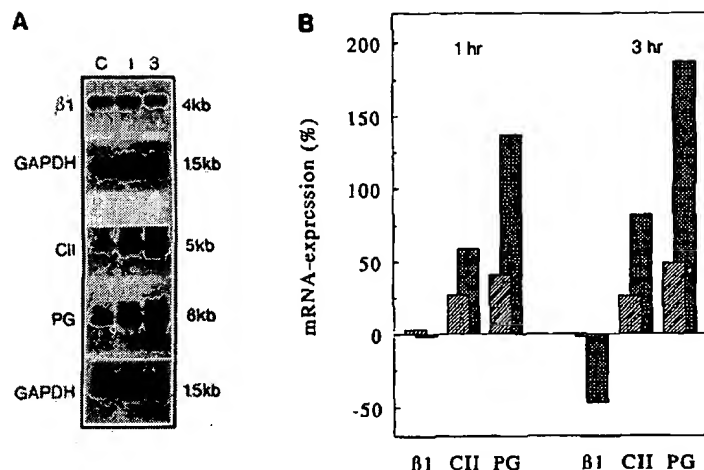 A
C 1 3
β1 4kb
GAPDH 1.5kb
CII 5kb
PG 8kb
GAPDH 1.5kb
B
mRNA-expression (%)
200
150
100
50
0
-50
1 hr
3 hr
β1 CII PG β1 CII PG